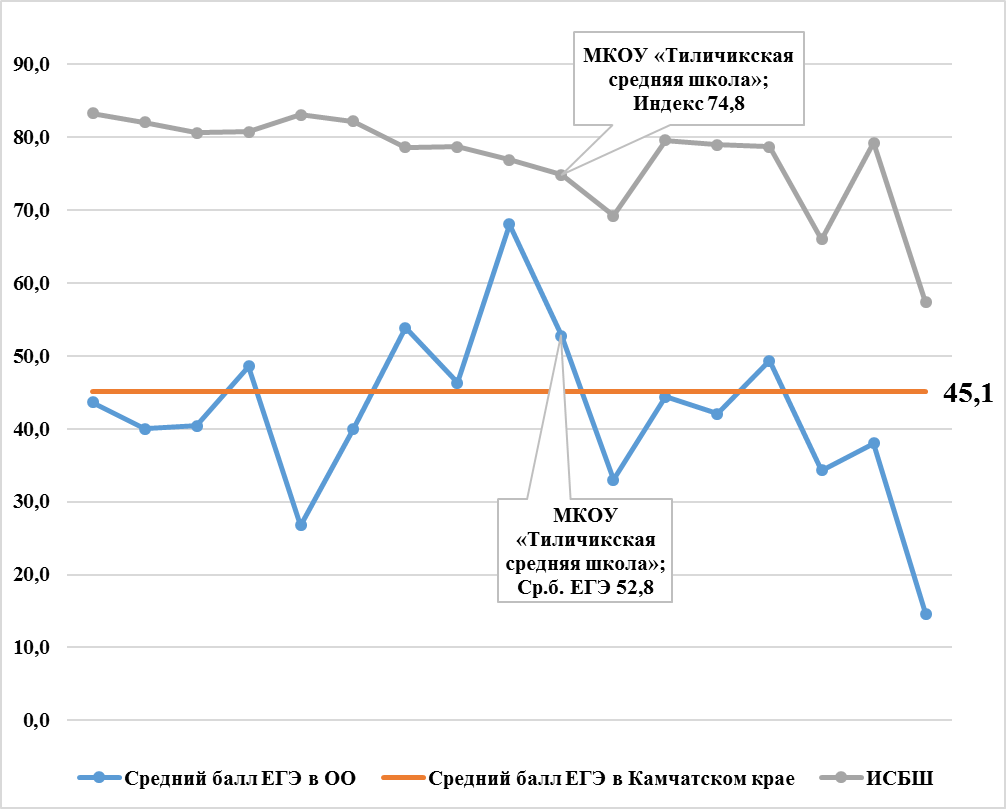 90,0
80,0
70,0
60,0
50,0
40,0
30,0
20,0
10,0
0,0
МКОУ «Тиличикская
средняя школа»;
Индекс 74,8
45,1
МКОУ
«Тиличикская
средняя школа»;
Ср.б. ЕГЭ 52,8
Средний балл ЕГЭ в ОО
Средний балл ЕГЭ в Камчатском крае
ИСБШ